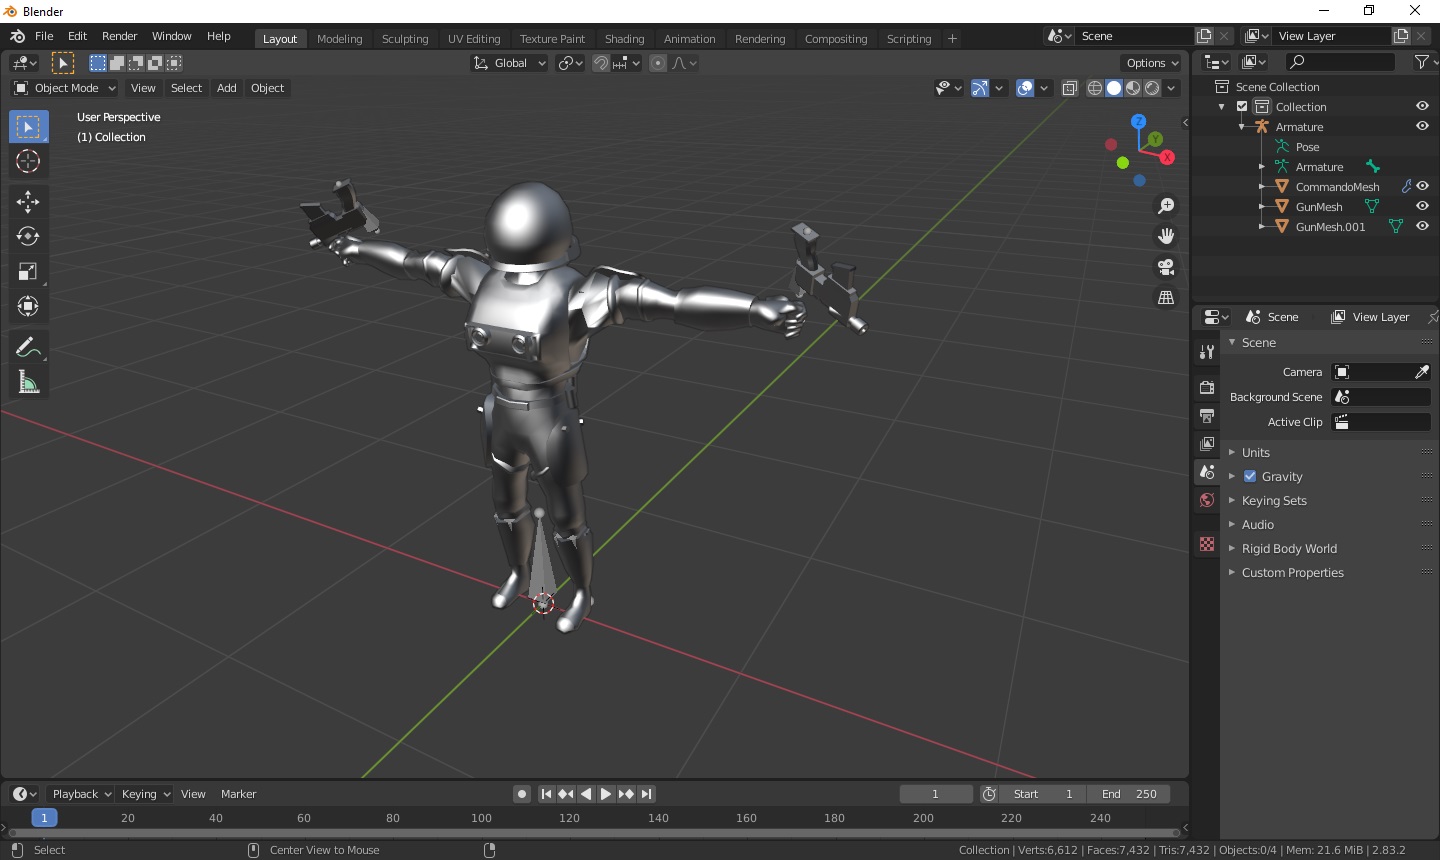 Blender
File Edit Render Window Help Layout Modeling Sculpting UV Editing Texture Paint Shading Animation Rendering Compositing Scripting + Scene View Layer
Global Options
Object Mode View Select Add Object
User Perspective
(1) Collection
Z
Y
X
Scene Collection
Collection
Armature
Pose
Armature
CommandoMesh
GunMesh
GunMesh.001
Scene View Layer
Scene
Camera
Background Scene
Active Clip
Units
Gravity
Keying Sets
Audio
Rigid Body World
Custom Properties
Playback Keying View Marker 1 Start 1 End 250
1 20 40 60 80 100 120 140 160 180 200 220 240
Select Center View to Mouse Collection | Verts:6,612 | Faces:7,432 | Tris:7,432 | Objects:0/4 | Mem: 21.6 MiB | 2.83.2